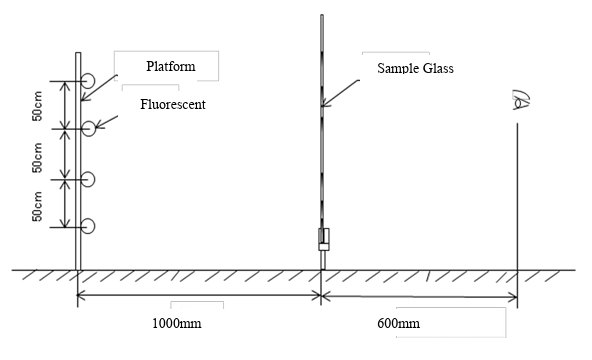 Platform
Sample Glass
Fluorescent
50cm
50cm
50cm
1000mm
600mm